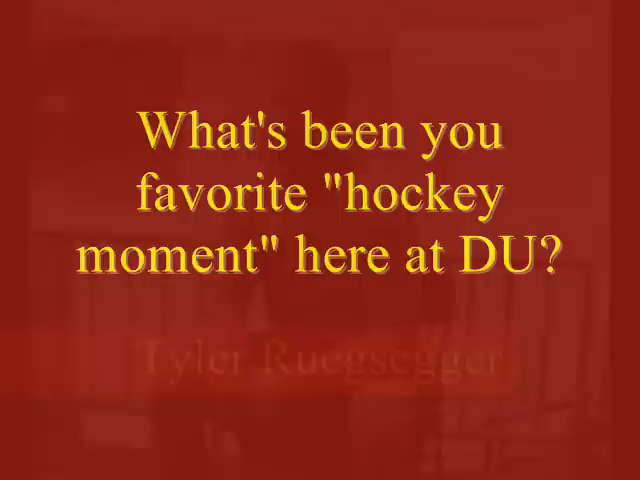 What's been you
favorite "hockey
moment" here at DU?
Tyler Ruegsegger